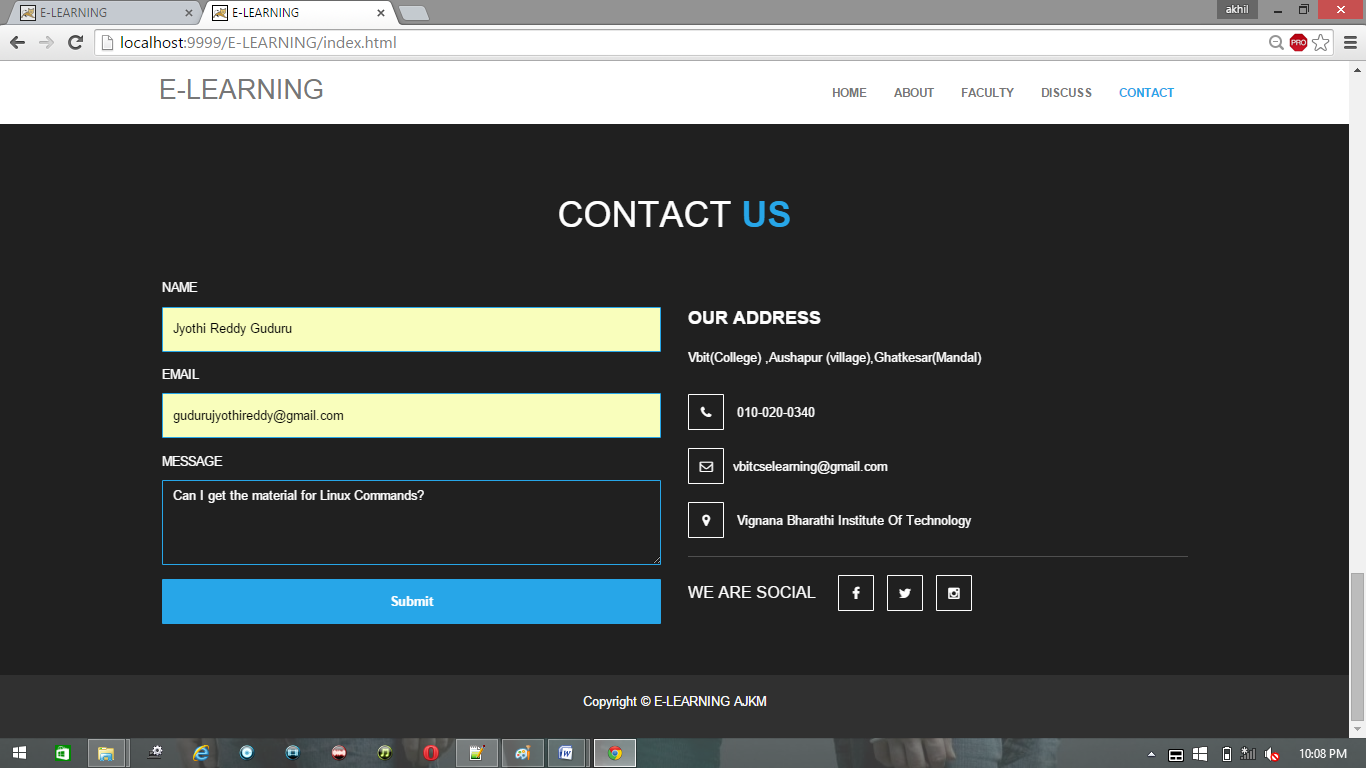 E-LEARNING
E-LEARNING
akhil
localhost:9999/E-LEARNING/index.html
PRO
E-LEARNING
HOME ABOUT FACULTY DISCUSS CONTACT
CONTACT US
NAME
Jyothi Reddy Guduru
EMAIL
gudurujyothireddy@gmail.com
MESSAGE
Can I get the material for Linux Commands?
Submit
OUR ADDRESS
Vbit(College) ,Aushapur (village),Ghatkesar(Mandal)
010-020-0340
vbitcselearning@gmail.com
Vignana Bharathi Institute Of Technology
WE ARE SOCIAL
Copyright © E-LEARNING AJKM
10:08 PM